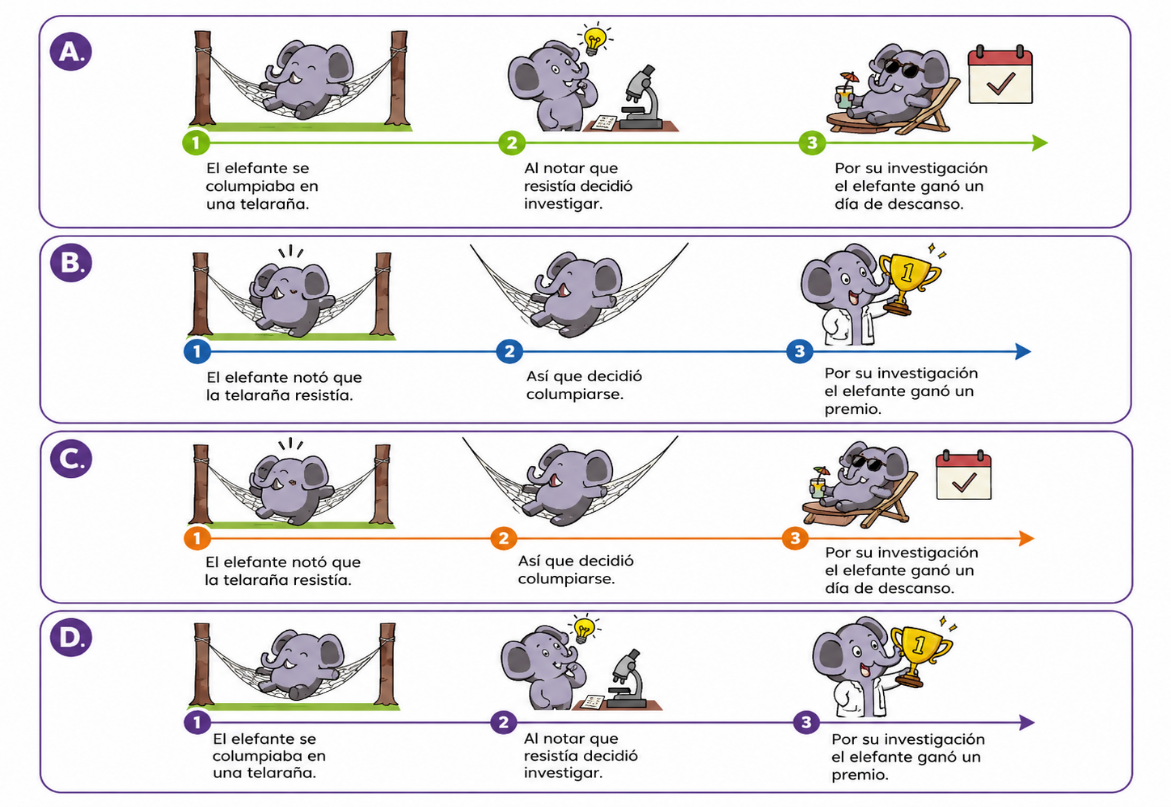 A.
1
2
3
El elefante se
columpiaba en
una telaraña.
Al notar que
resistía decidió
investigar.
Por su investigación
el elefante ganó un
día de descanso.
B.
1
1
2
3
El elefante notó que
la telaraña resistía.
Así que decidió
columpiarse.
Por su investigación
el elefante ganó un
premio.
C.
1
2
3
El elefante notó que
la telaraña resistía.
Así que decidió
columpiarse.
Por su investigación
el elefante ganó un
día de descanso.
D.
1
1
2
3
El elefante se
columpiaba en
una telaraña.
Al notar que
resistía decidió
investigar.
Por su investigación
el elefante ganó un
premio.